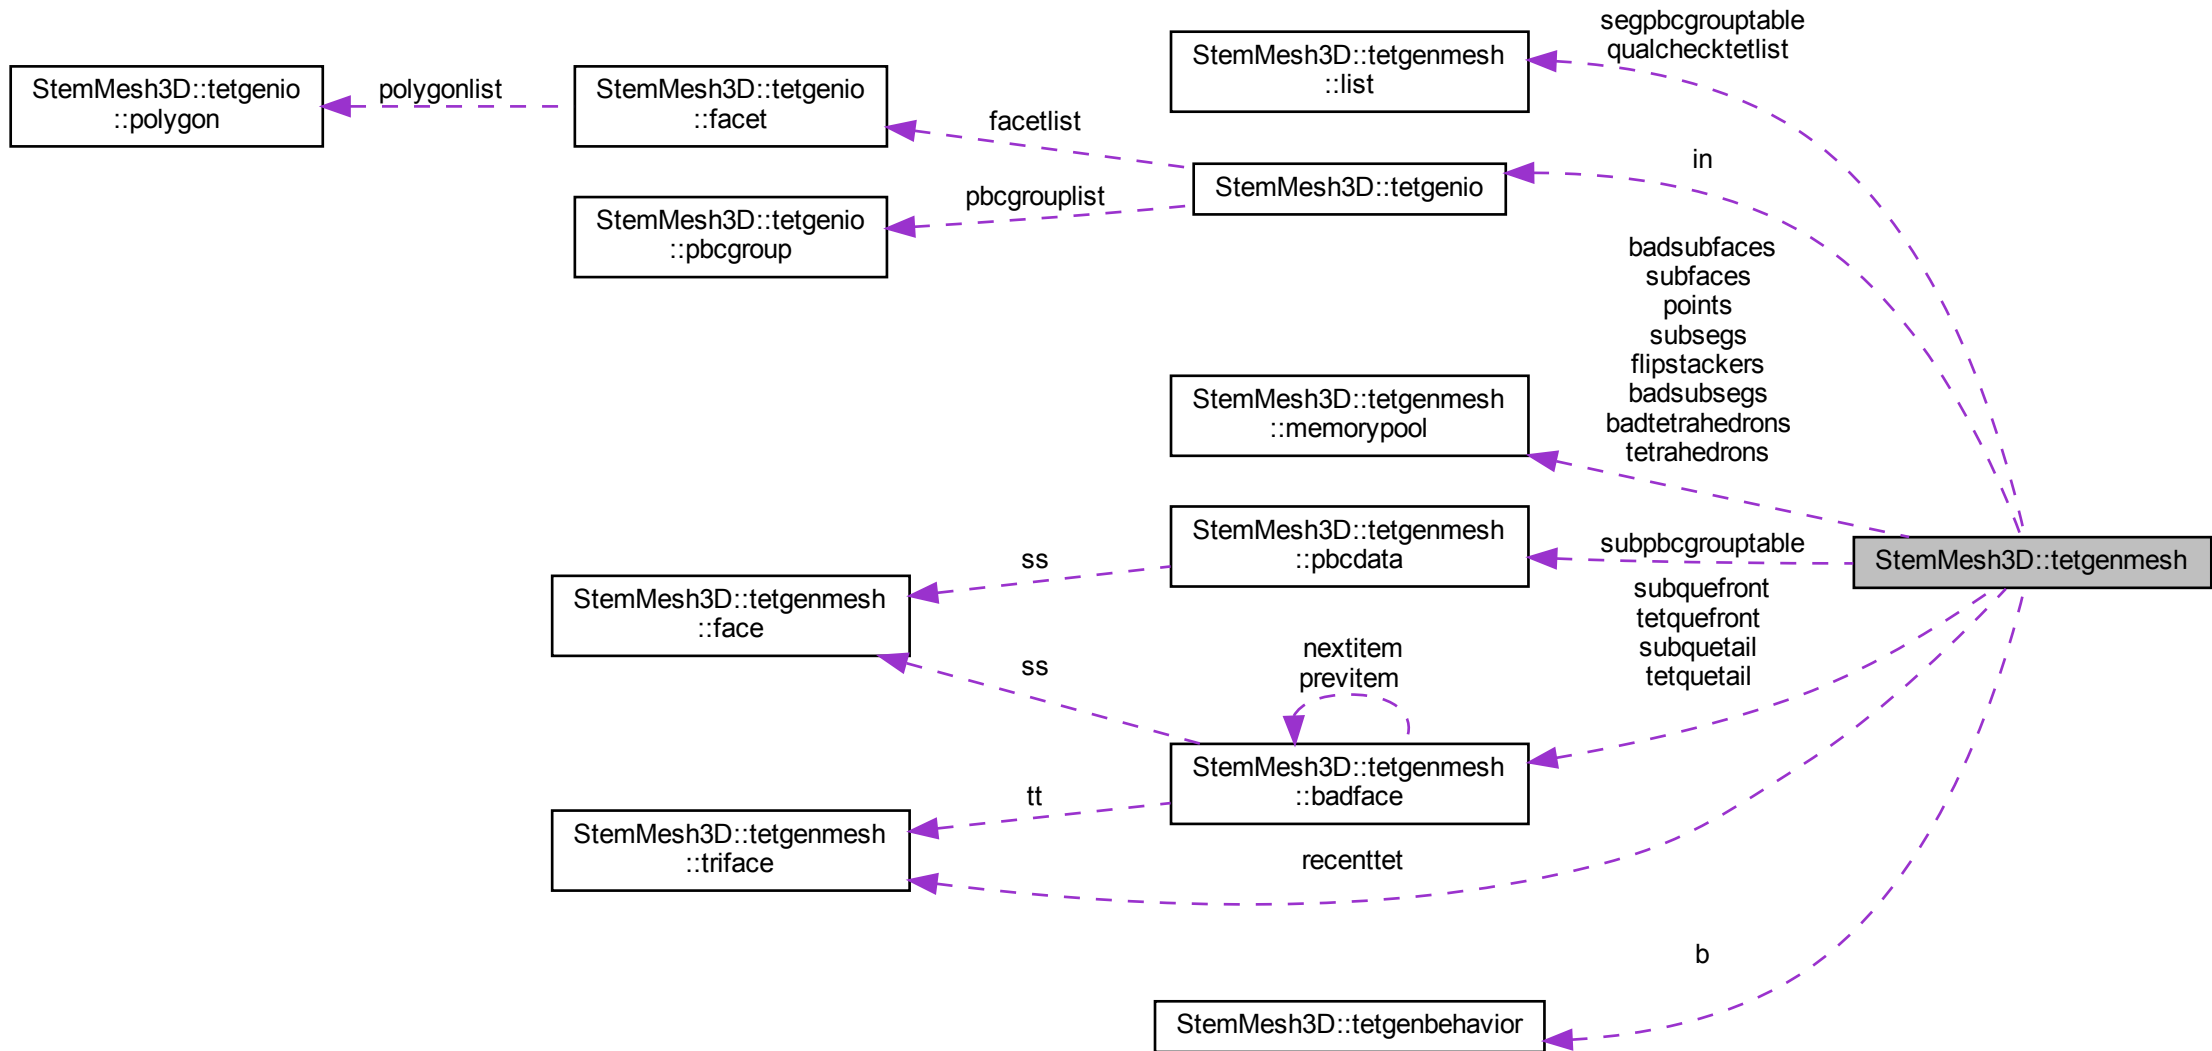 segpbcgrouptable
qualchecktetlist
StemMesh3D::tetgenmesh
::list
StemMesh3D::tetgenio
::polygon
polygonlist
StemMesh3D::tetgenio
::facet
facetlist
in
StemMesh3D::tetgenio
pbcgrouplist
StemMesh3D::tetgenio
::pbcgroup
badsubfaces
subfaces
points
subsegs
flipstackers
badsubsegs
badtetrahedrons
tetrahedrons
StemMesh3D::tetgenmesh
::memorypool
StemMesh3D::tetgenmesh
::pbcdata
subpbcgrouptable
StemMesh3D::tetgenmesh
ss
StemMesh3D::tetgenmesh
::face
subquefront
tetquefront
subquetail
tetquetail
ss
nextitem
previtem
StemMesh3D::tetgenmesh
::badface
tt
StemMesh3D::tetgenmesh
::triface
recenttet
b
StemMesh3D::tetgenbehavior